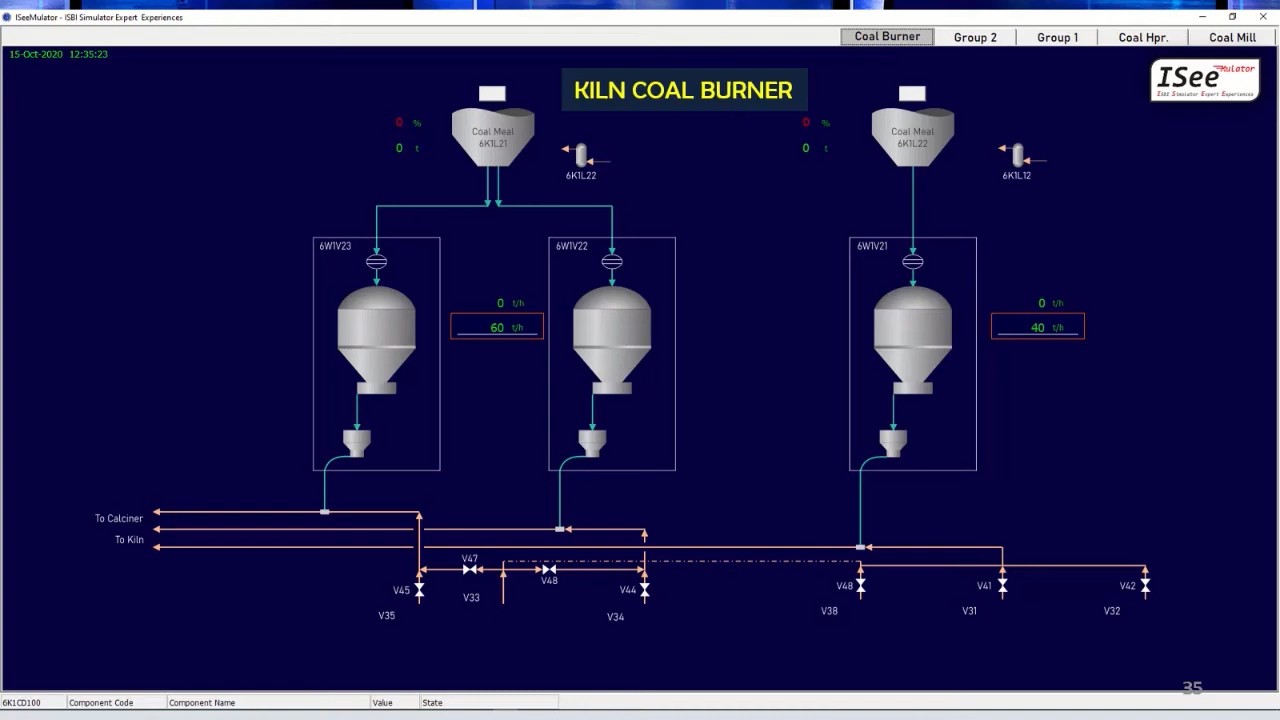 ISeeMulator - ISBI Simulator Expert Experiences
Coal Burner Group 2 Group 1 Coal Hpr. Coal Mill
15-Oct-2020 12:35:23
KILN COAL BURNER
ISee Mulator
ISBI Simulator Expert Experiences
0 %
0 t
Coal Meal
6K1L21
6K1L22
0 %
0 t
Coal Meal
6K1L22
6K1L12
6W1V23
6W1V22
6W1V21
0 t/h
60 t/h
0 t/h
40 t/h
To Calciner
To Kiln
V47
V48
V45
V33
V44
V48
V41
V42
V35
V34
V38
V31
V32
35
6K1CD100 Component Code Component Name Value State